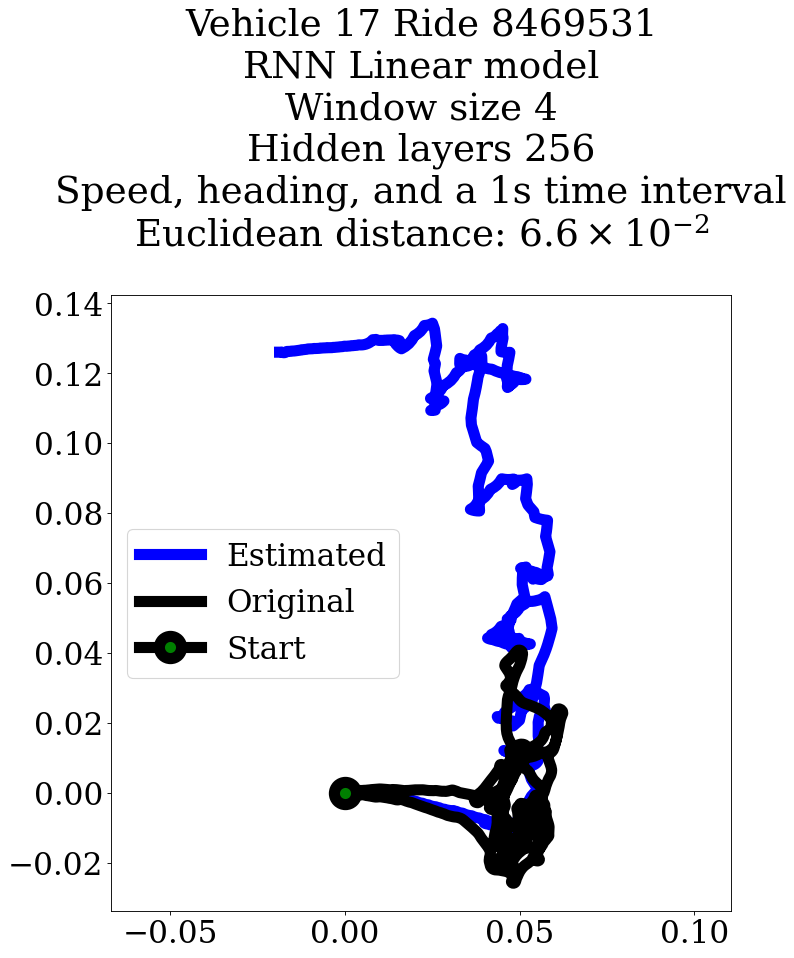 Vehicle 17 Ride 8469531
RNN Linear model
Window size 4
Hidden layers 256
Speed, heading, and a 1s time interval
Euclidean distance: 6.6 × 10⁻²
0.14
0.12
0.10
0.08
0.06
0.04
0.02
0.00
−0.02
Estimated
Original
Start
−0.05 0.00 0.05 0.10